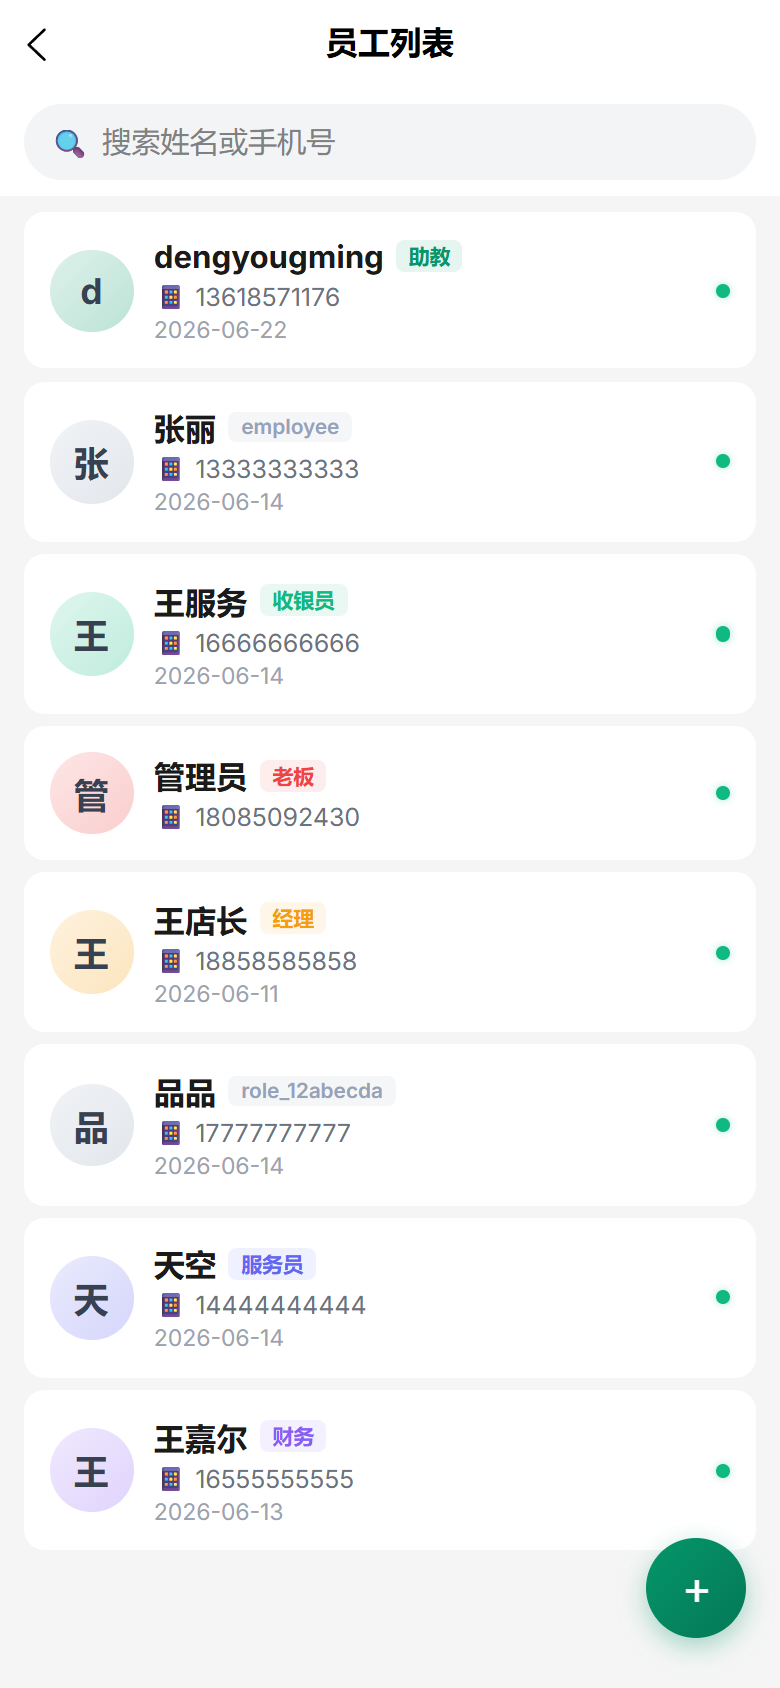 员工列表
搜索姓名或手机号
d
dengyougming 助教
13618571176
2026-06-22
张
张丽 employee
13333333333
2026-06-14
王
王服务 收银员
16666666666
2026-06-14
管
管理员 老板
18085092430
王
王店长 经理
18858585858
2026-06-11
品
品品 role_12abecda
17777777777
2026-06-14
天
天空 服务员
14444444444
2026-06-14
王
王嘉尔 财务
16555555555
2026-06-13
+